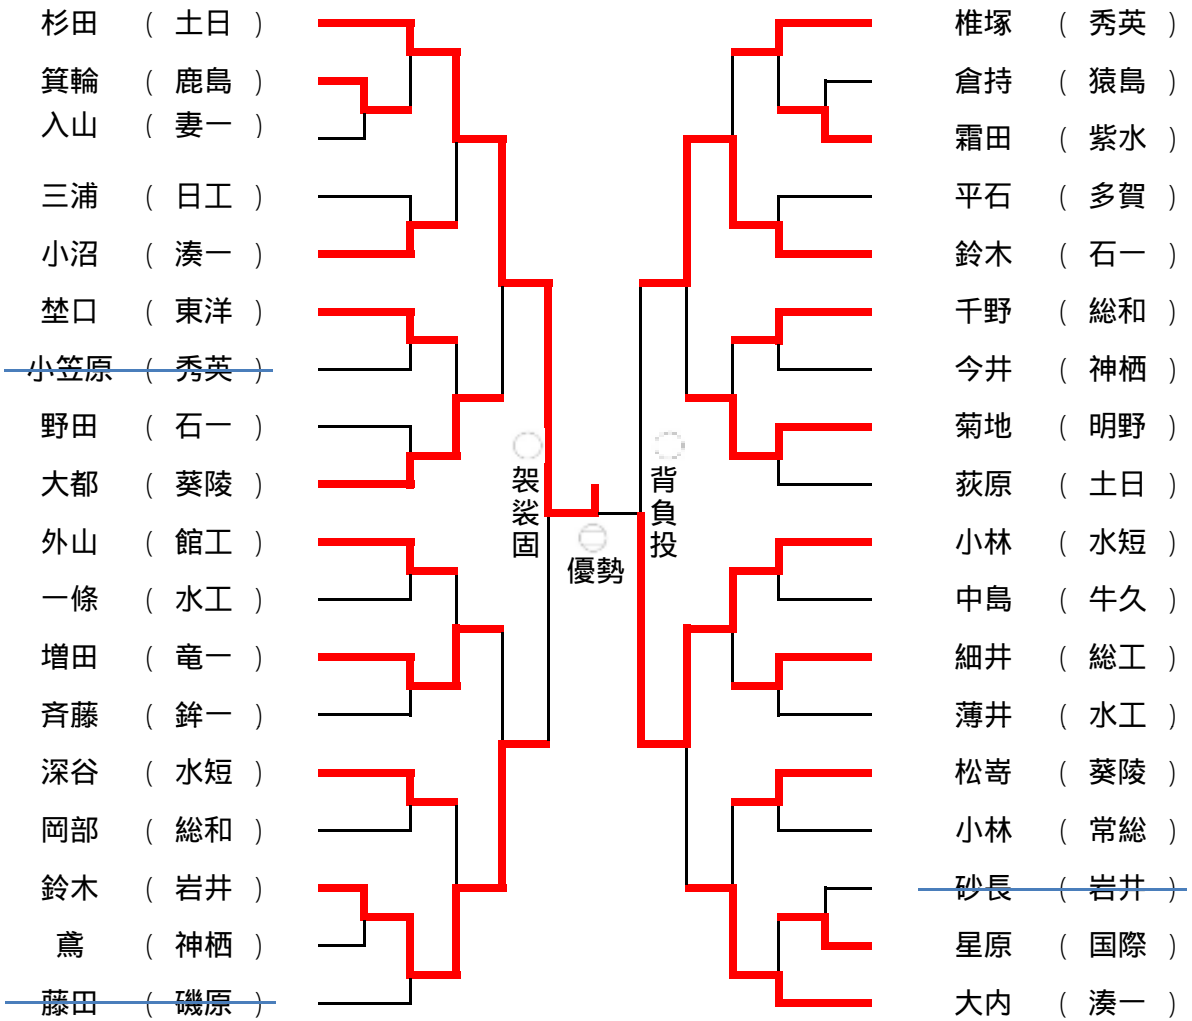 杉田 ( 土日 )
箕輪 ( 鹿島 )
入山 ( 妻一 )
三浦 ( 日工 )
小沼 ( 湊一 )
埜口 ( 東洋 )
小笠原 ( 秀英 )
野田 ( 石一 )
大都 ( 葵陵 )
外山 ( 館工 )
一條 ( 水工 )
増田 ( 竜一 )
斉藤 ( 鉾一 )
深谷 ( 水短 )
岡部 ( 総和 )
鈴木 ( 岩井 )
鳶 ( 神栖 )
藤田 ( 磯原 )
袈裟固
優勢
背負投
椎塚 ( 秀英 )
倉持 ( 猿島 )
霜田 ( 紫水 )
平石 ( 多賀 )
鈴木 ( 石一 )
千野 ( 総和 )
今井 ( 神栖 )
菊地 ( 明野 )
荻原 ( 土日 )
小林 ( 水短 )
中島 ( 牛久 )
細井 ( 総工 )
薄井 ( 水工 )
松嵜 ( 葵陵 )
小林 ( 常総 )
砂長 ( 岩井 )
星原 ( 国際 )
大内 ( 湊一 )